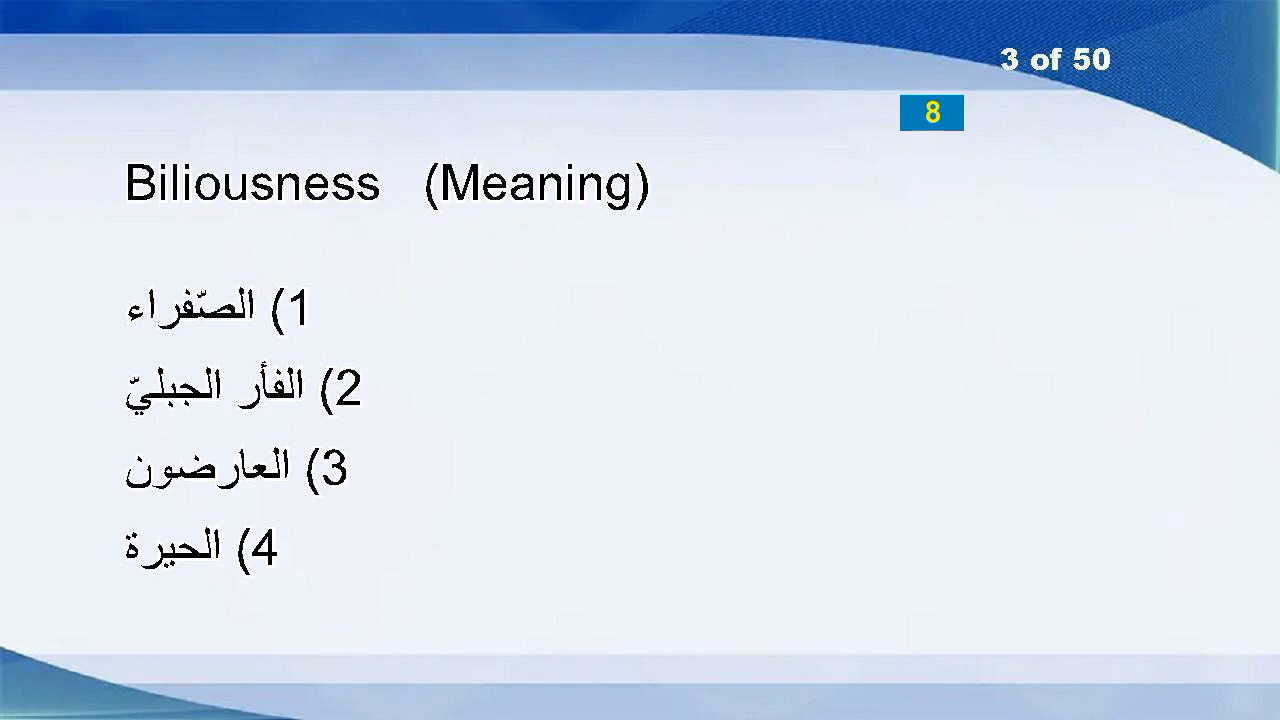 3 of 50
8
Biliousness (Meaning)
1) الصّفراء
2) الفأر الجبليّ
3) العارضون
4) الحيرة